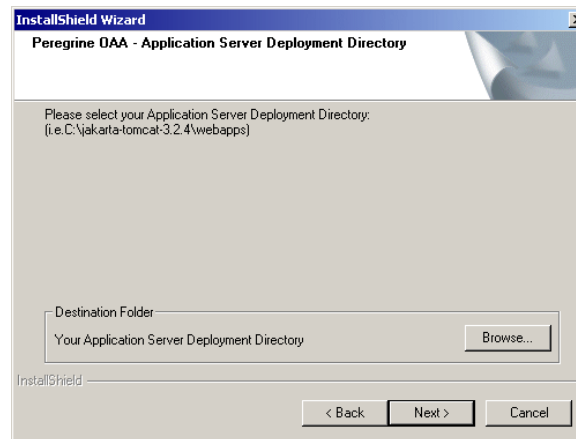 InstallShield Wizard
Peregrine OAA - Application Server Deployment Directory
Please select your Application Server Deployment Directory:
(i.e.C:\jakarta-tomcat-3.2.4\webapps)
Destination Folder
Your Application Server Deployment Directory
Browse...
InstallShield
< Back Next > Cancel